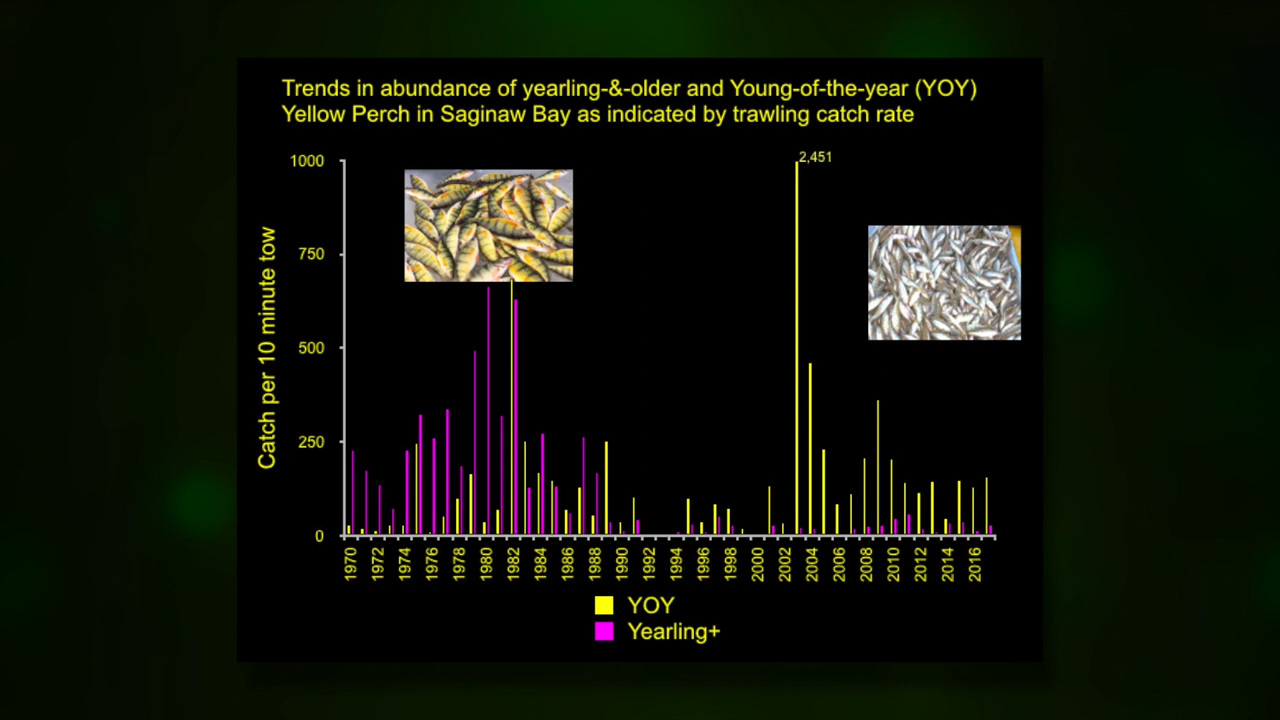 Trends in abundance of yearling-&-older and Young-of-the-year (YOY)
Yellow Perch in Saginaw Bay as indicated by trawling catch rate
Catch per 10 minute tow
1000
750
500
250
0
2,451
1970 1972 1974 1976 1978 1980 1982 1984 1986 1988 1990 1992 1994 1996 1998 2000 2002 2004 2006 2008 2010 2012 2014 2016
YOY
Yearling+